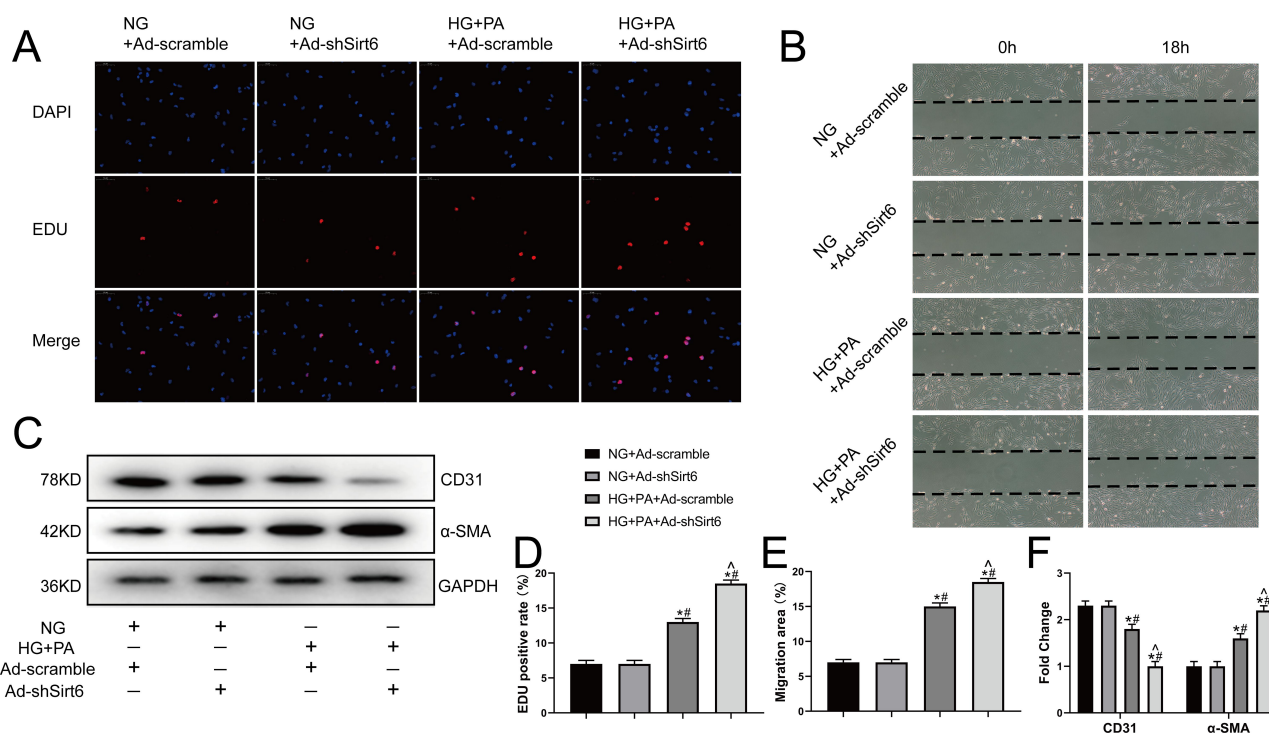 A
NG
+Ad-scramble
NG
+Ad-shSirt6
HG+PA
+Ad-scramble
HG+PA
+Ad-shSirt6
DAPI
EDU
Merge
B
0h
18h
NG
+Ad-scramble
NG
+Ad-shSirt6
HG+PA
+Ad-scramble
HG+PA
+Ad-shSirt6
C
78KD
CD31
42KD
α-SMA
36KD
GAPDH
NG + + – –
HG+PA – – + +
Ad-scramble + – + –
Ad-shSirt6 – + – +
NG+Ad-scramble
NG+Ad-shSirt6
HG+PA+Ad-scramble
HG+PA+Ad-shSirt6
D
EDU positive rate (%)
20
15
10
5
0
*#
^
*#
E
Migration area (%)
20
15
10
5
0
*#
^
*#
F
Fold Change
3
2
1
0
*#
^
*#
*#
^
*#
CD31
α-SMA